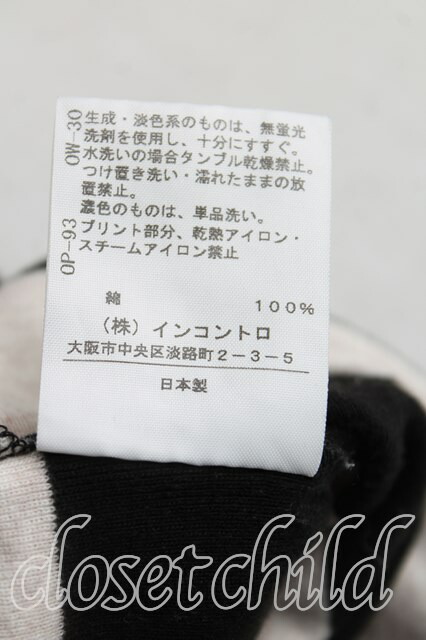 OW-30
生成・淡色系のものは、無蛍光
洗剤を使用し、十分にすすぐ。
水洗いの場合タンブル乾燥禁止。
つけ置き洗い・濡れたままの放
置禁止。
濃色のものは、単品洗い。
OP-93
プリント部分、乾熱アイロン・
スチームアイロン禁止
綿 100%
(株) インコントロ
大阪市中央区淡路町2-3-5
日本製
closetchild